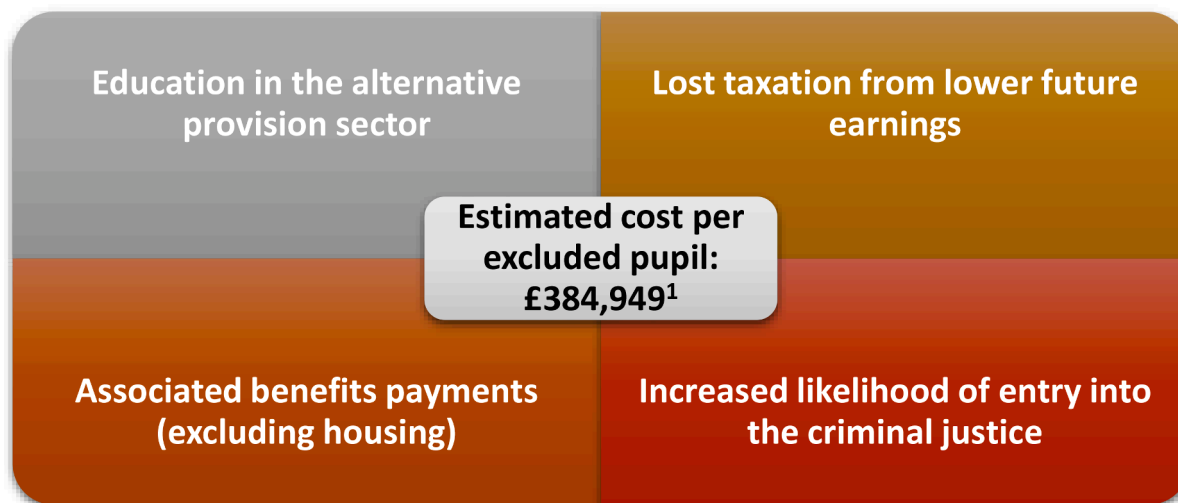 Education in the alternative
provision sector
Lost taxation from lower future
earnings
Estimated cost per
excluded pupil:
£384,949¹
Associated benefits payments
(excluding housing)
Increased likelihood of entry into
the criminal justice